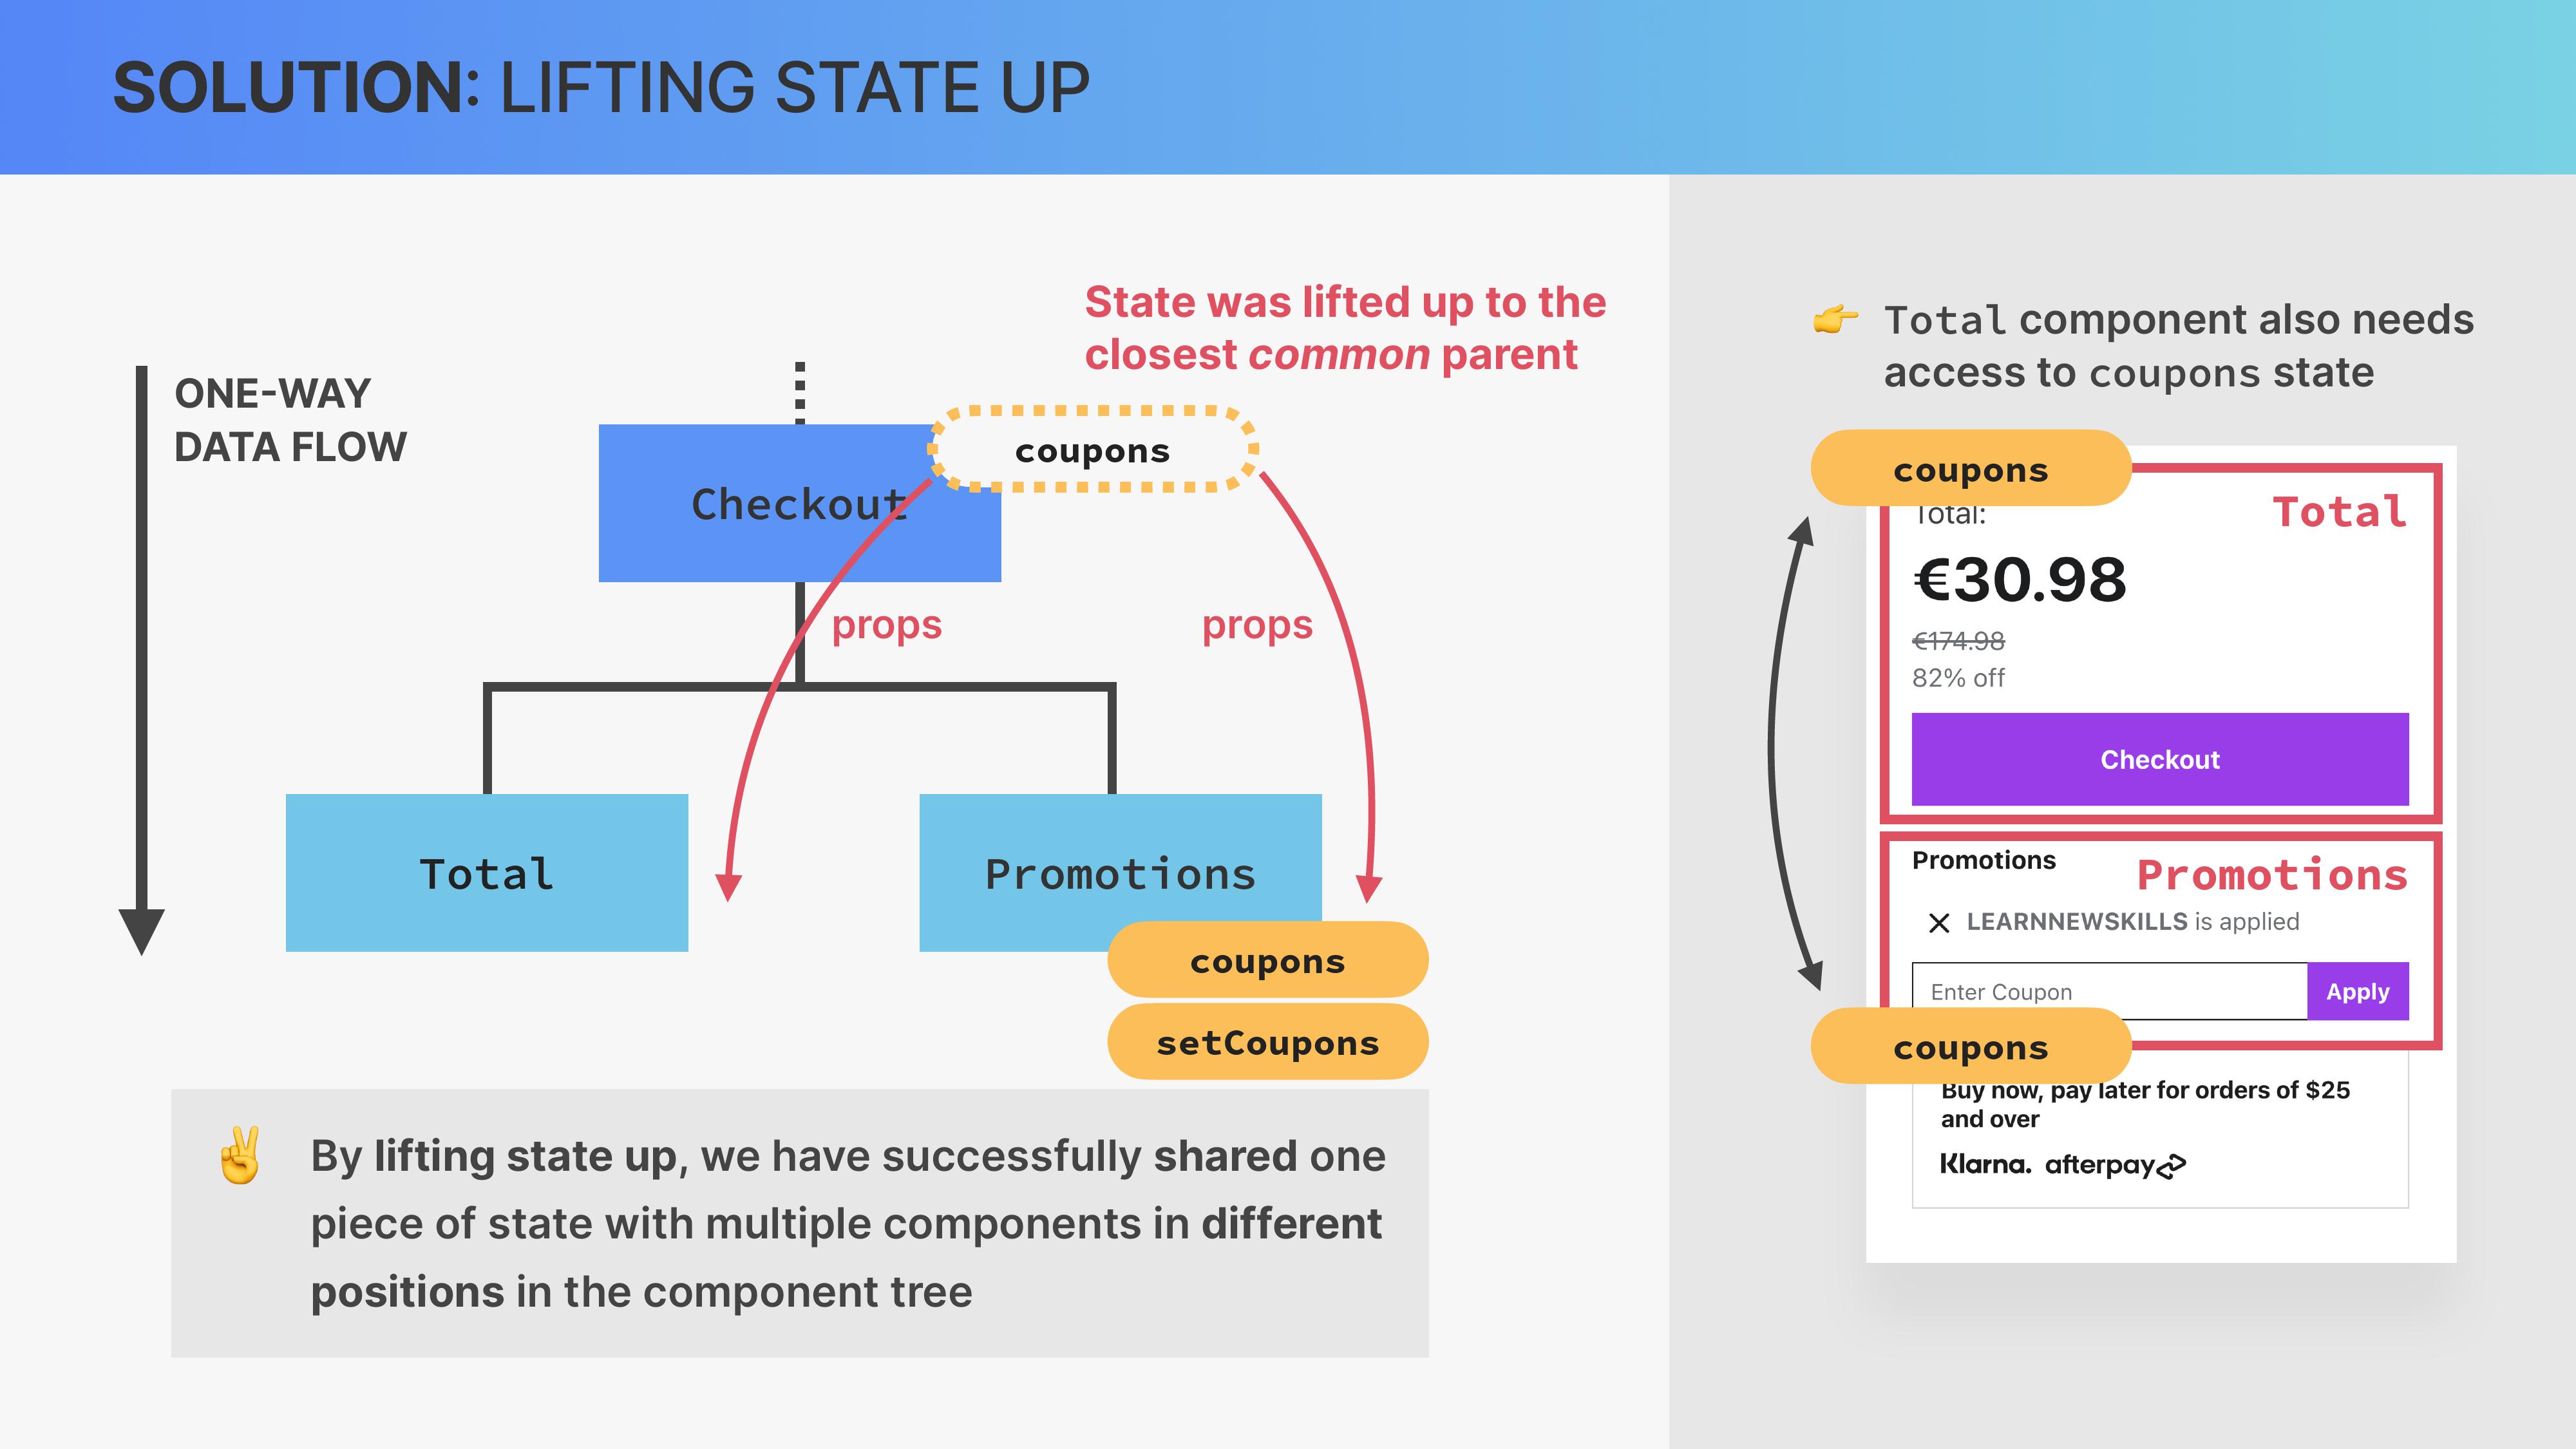 SOLUTION: LIFTING STATE UP
ONE-WAY
DATA FLOW
State was lifted up to the
closest common parent
coupons
Checkout
props
props
Total
Promotions
coupons
setCoupons
✌️ By lifting state up, we have successfully shared one
piece of state with multiple components in different
positions in the component tree
👉 Total component also needs
access to coupons state
coupons
Total:
Total
€30.98
€174.98
82% off
Checkout
Promotions
Promotions
LEARNNEWSKILLS is applied
Enter Coupon
Apply
coupons
Buy now, pay later for orders of $25
and over
Klarna. afterpay